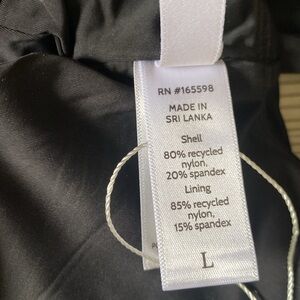 RN #165598
MADE IN
SRI LANKA
Shell
80% recycled
nylon,
20% spandex
Lining
85% recycled
nylon,
15% spandex
L